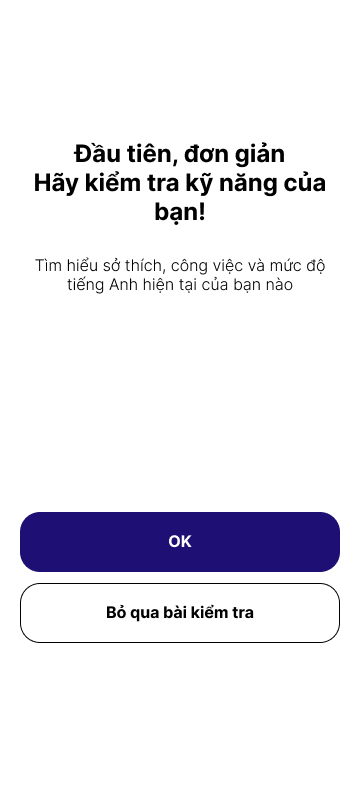 Đầu tiên, đơn giản
Hãy kiểm tra kỹ năng của
bạn!
Tìm hiểu sở thích, công việc và mức độ
tiếng Anh hiện tại của bạn nào
OK
Bỏ qua bài kiểm tra